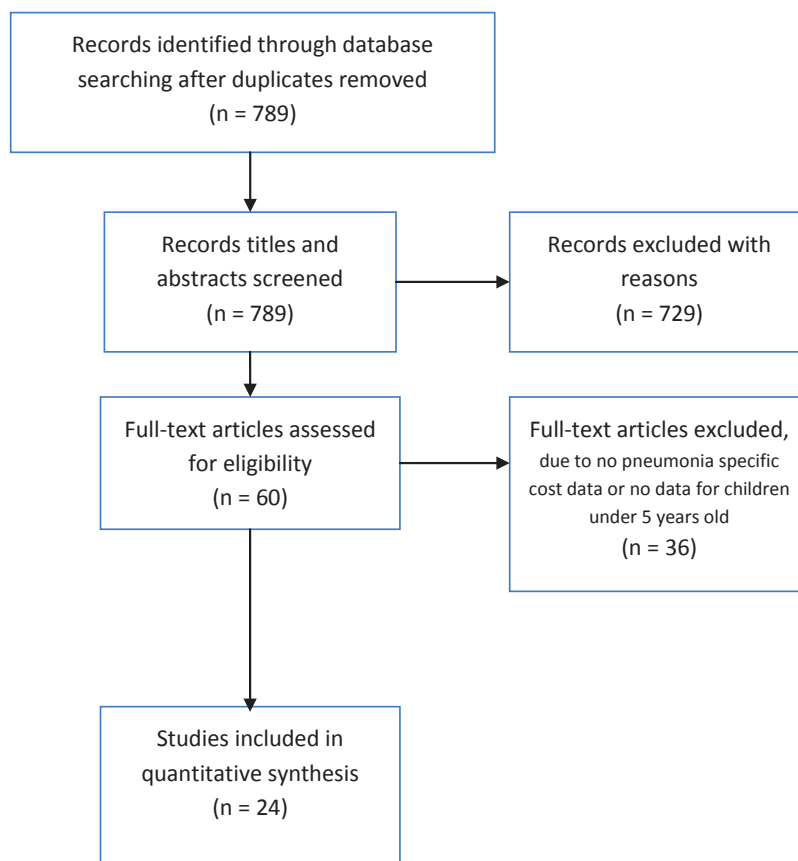 Records identified through database
searching after duplicates removed
(n = 789)
Records titles and
abstracts screened
(n = 789)
Records excluded with
reasons
(n = 729)
Full-text articles assessed
for eligibility
(n = 60)
Full-text articles excluded,
due to no pneumonia specific
cost data or no data for children
under 5 years old
(n = 36)
Studies included in
quantitative synthesis
(n = 24)